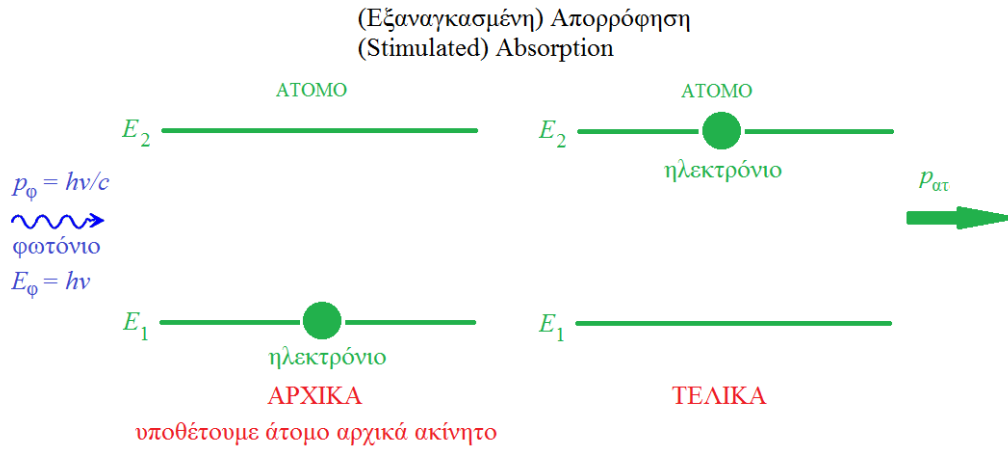 (Εξαναγκασμένη) Απορρόφηση
(Stimulated) Absorption
ΑΤΟΜΟ
E2
pφ = hν/c
φωτόνιο
Eφ = hν
E1
ηλεκτρόνιο
ΑΡΧΙΚΑ
υποθέτουμε άτομο αρχικά ακίνητο
ΑΤΟΜΟ
E2
ηλεκτρόνιο
pατ
E1
ΤΕΛΙΚΑ